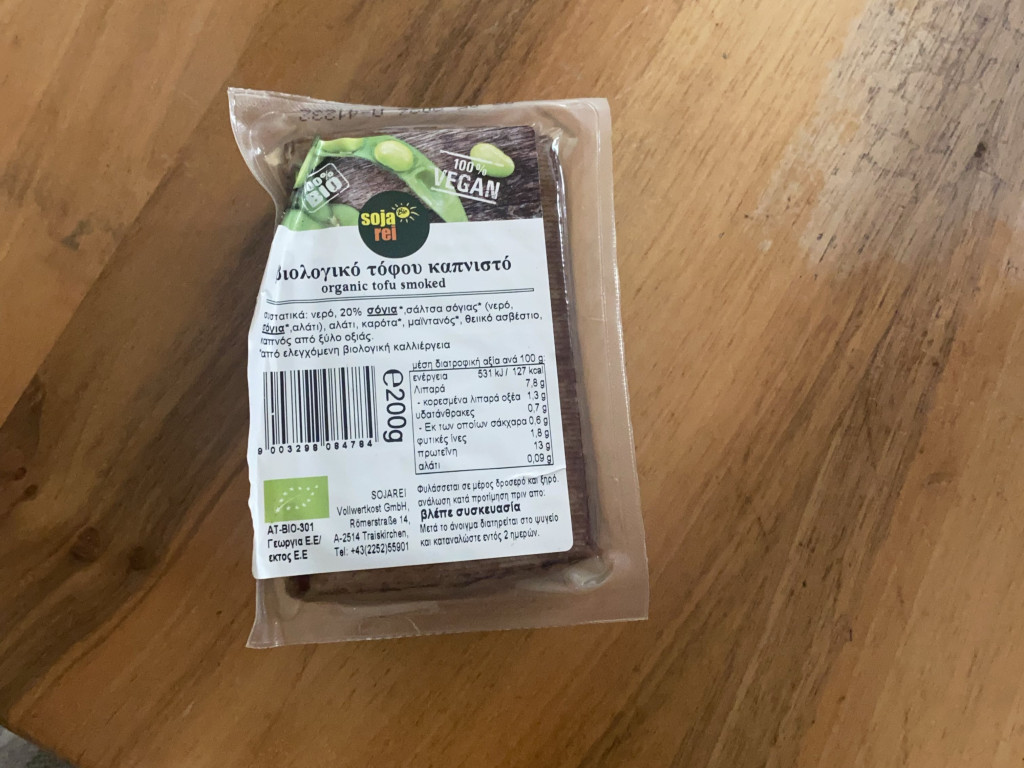 100%
BIO
100%
VEGAN
soja
rei
βιολογικό τόφου καπνιστό
organic tofu smoked
συστατικά: νερό, 20% σόγια*,σάλτσα σόγιας* (νερό,
σόγια*,αλάτι), αλάτι, καρότα*, μαϊντανός*, θειικό ασβέστιο,
καπνός από ξύλο οξιάς.
*από ελεγχόμενη βιολογική καλλιέργεια
μέση διατροφική αξία ανά 100 g:
ενέργεια 531 kJ / 127 kcal
Λιπαρά 7,8 g
- κορεσμένα λιπαρά οξέα 1,3 g
υδατάνθρακες 0,7 g
- Εκ των οποίων σάκχαρα 0,6 g
φυτικές ίνες 1,8 g
πρωτεΐνη 13 g
αλάτι 0,09 g
e200g
9 003298 084784
AT-BIO-301
Γεωργια Ε.Ε/
εκτος Ε.Ε
SOJAREI
Vollwertkost GmbH,
Römerstraße 14,
A-2514 Traiskirchen,
Tel: +43(2252)55901
Φυλάσσεται σε μέρος δροσερό και ξηρό.
ανάλωση κατά προτίμηση πριν απο:
βλέπε συσκευασία
Μετά το άνοιγμα διατηρείται στο ψυγείο
και καταναλώστε εντός 2 ημερών.